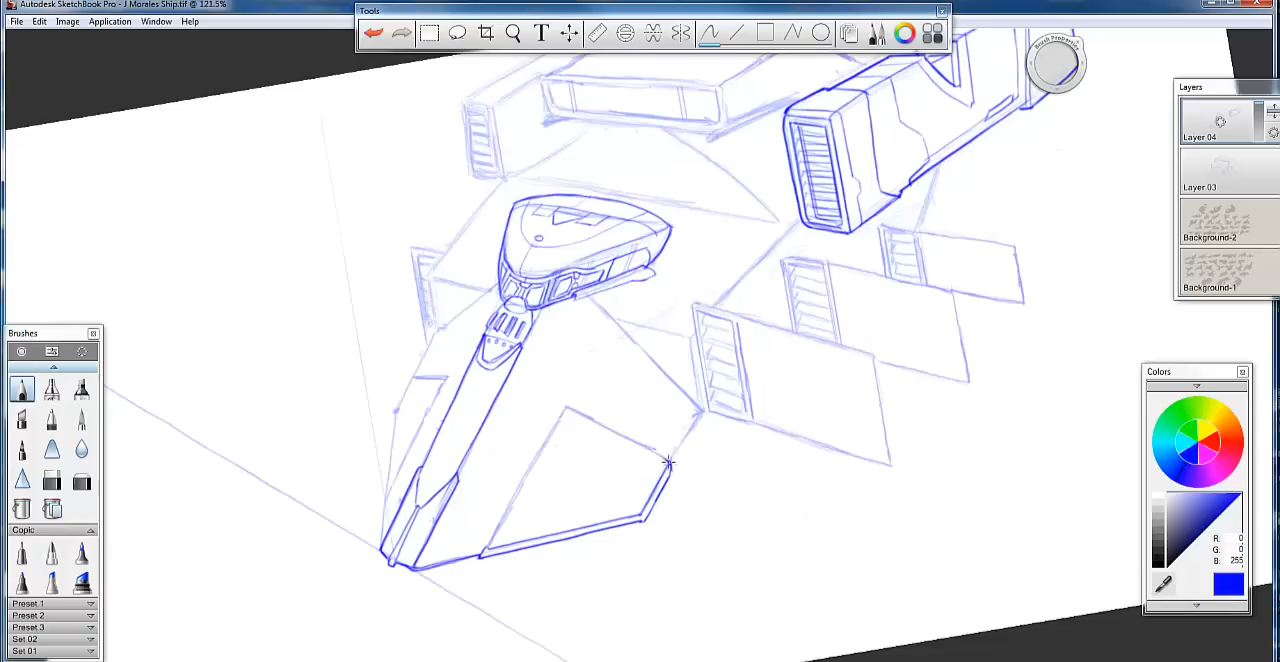 Autodesk SketchBook Pro - J Morales Ship.tif @ 121.5%
File Edit Image Application Window Help
Tools
T
Brush Properties
Layers
Layer 04
Layer 03
Background-2
Background-1
Brushes
Copic
Preset 1
Preset 2
Preset 3
Set 02
Set 01
Colors
R: 0
G: 0
B: 255